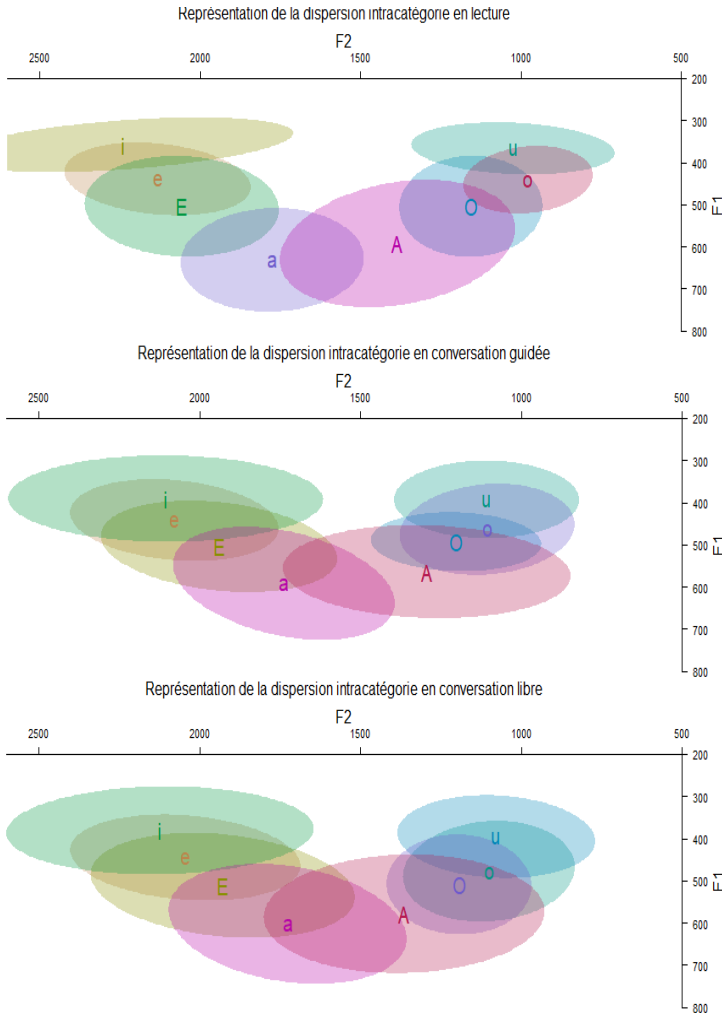 Représentation de la dispersion intracatégorie en lecture
F2
2500 2000 1500 1000 500
200
300
i u
400
e o
E O
500
F1
A
600
a
700
800
Représentation de la dispersion intracatégorie en conversation guidée
F2
2500 2000 1500 1000 500
200
300
i u
400
e o
E O
500
F1
a A
600
700
800
Représentation de la dispersion intracatégorie en conversation libre
F2
2500 2000 1500 1000 500
200
300
i u
400
e o
E O
500
F1
a A
600
700
800